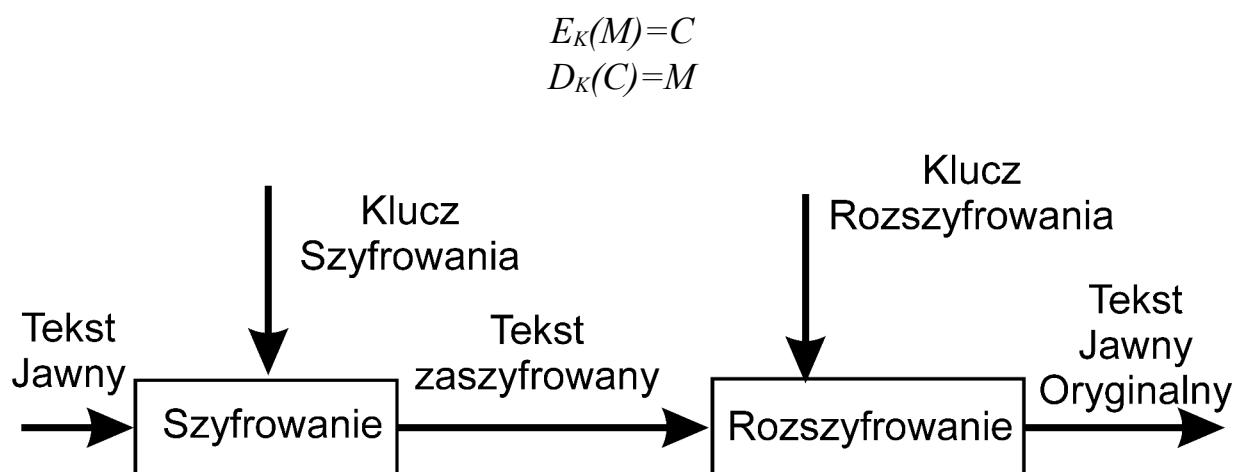 E_K(M)=C
D_K(C)=M
Klucz
Szyfrowania
Klucz
Rozszyfrowania
Tekst
Jawny
Szyfrowanie
Tekst
zaszyfrowany
Rozszyfrowanie
Tekst
Jawny
Oryginalny